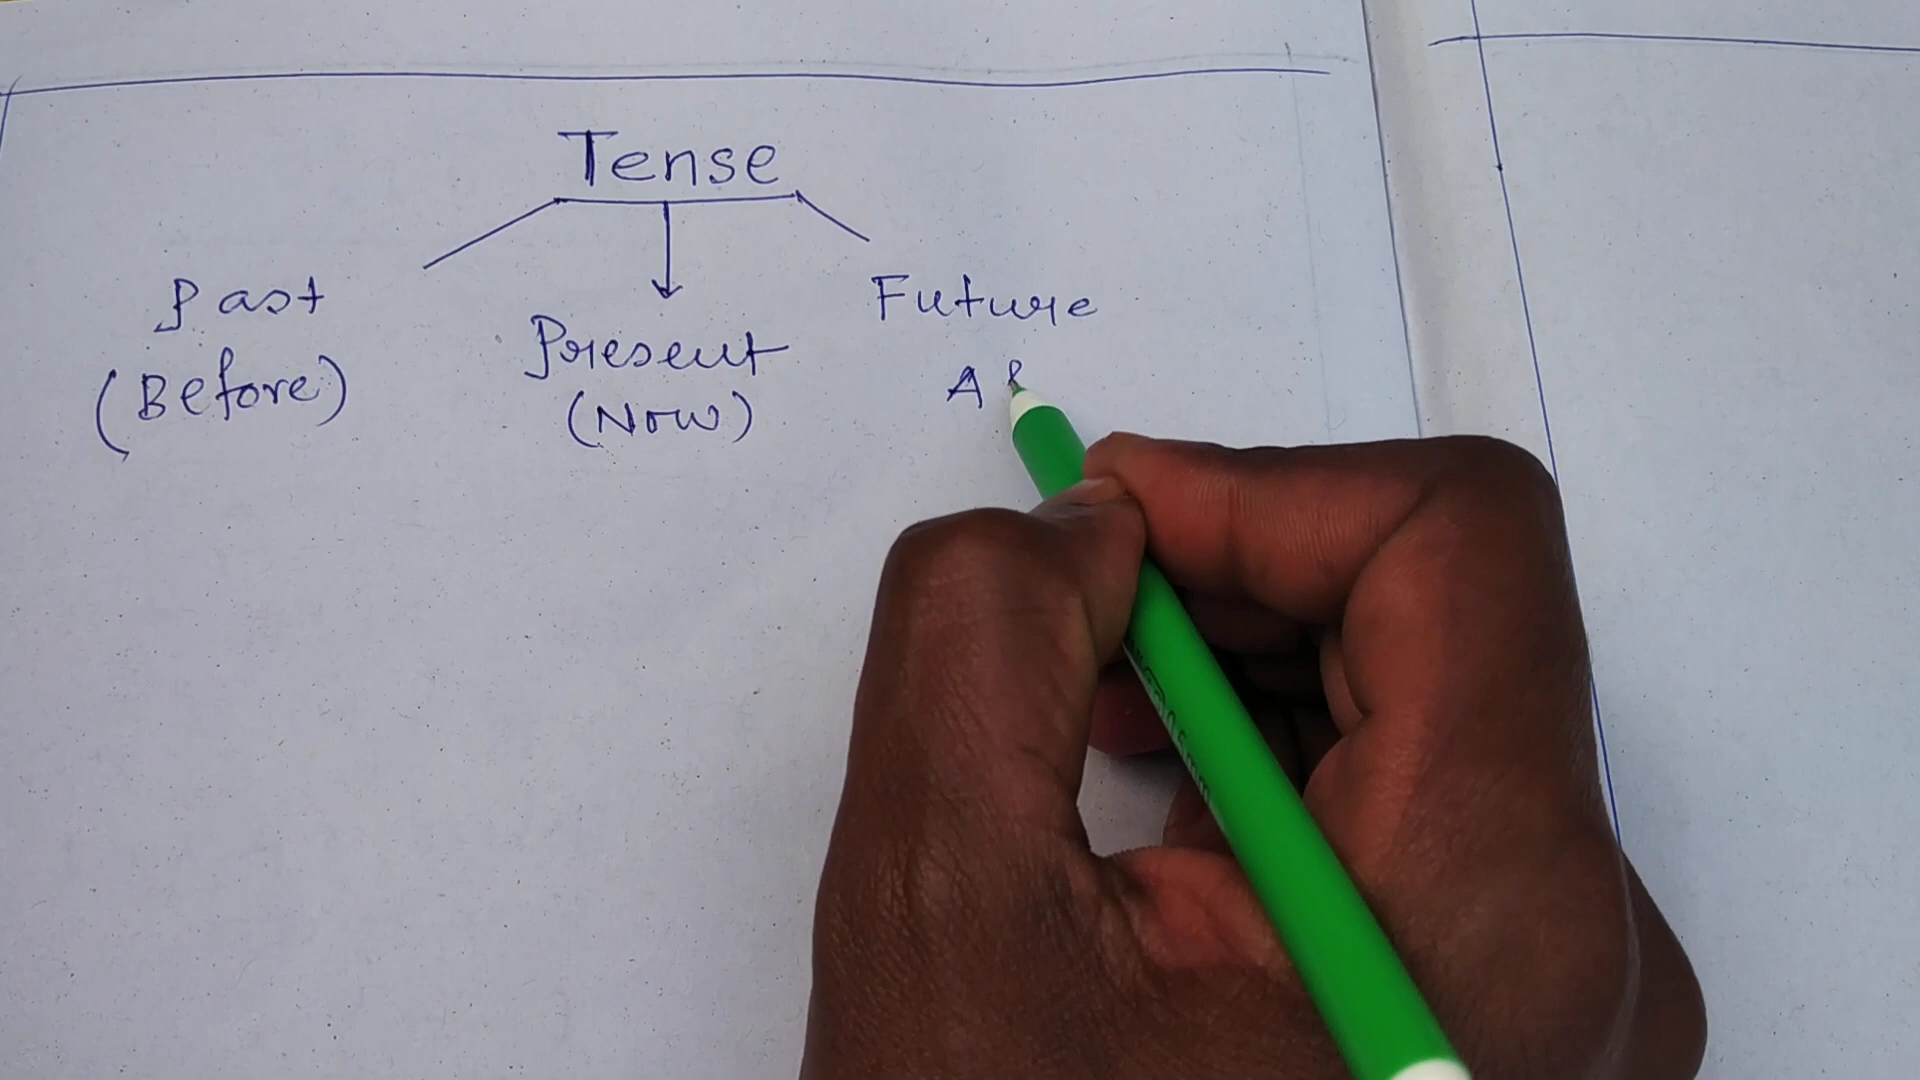 Tense
Past
(Before)
Present
(Now)
Future
A